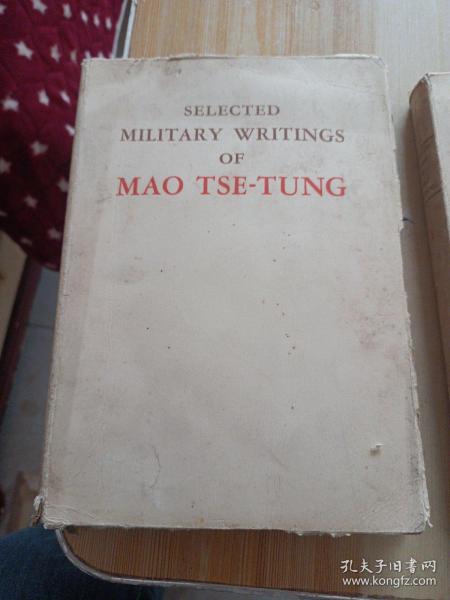 SELECTED
MILITARY WRITINGS
OF
MAO TSE-TUNG
孔夫子旧书网
www.kongfz.com